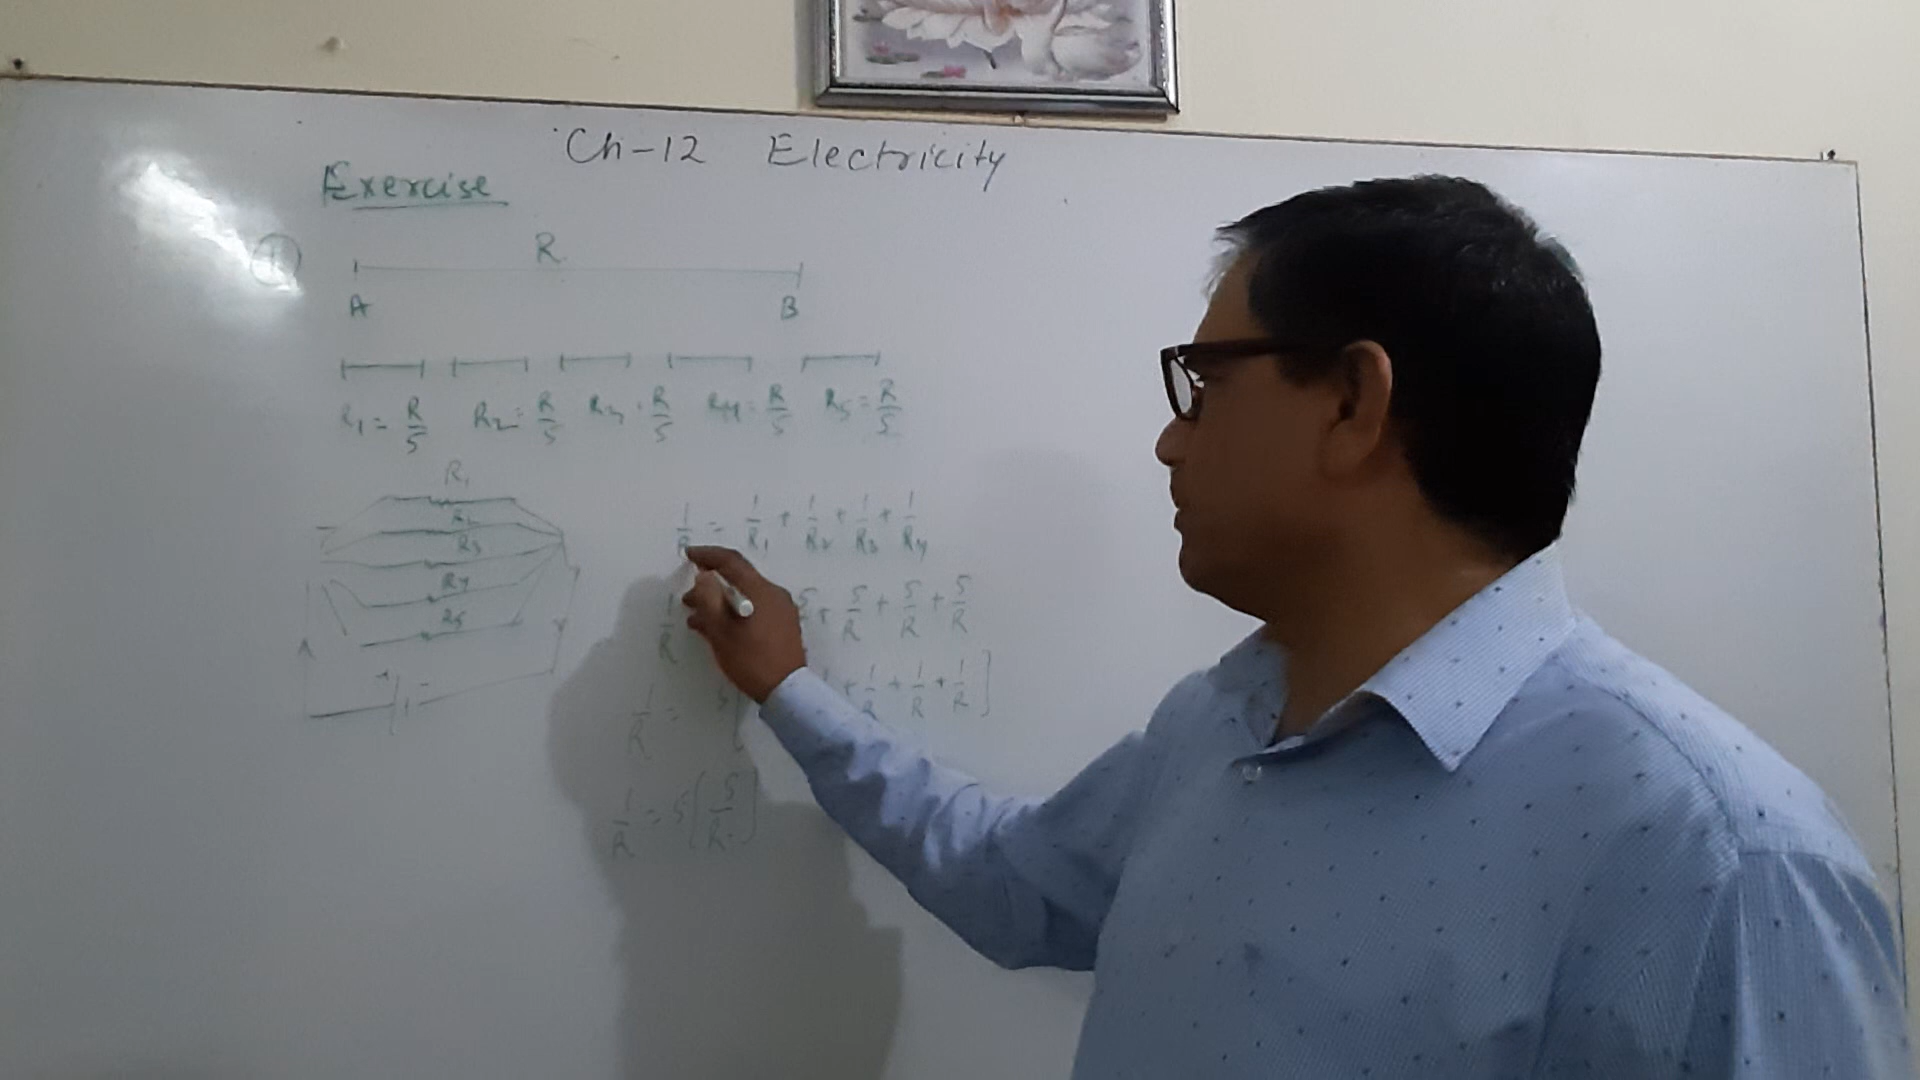 Ch-12 Electricity
Exercise
1
R
A B
R1 = R/5 R2 = R/5 R3 = R/5 R4 = R/5 R5 = R/5
R1
R2
R3
R4
R5
1/R = 1/R1 + 1/R2 + 1/R3 + 1/R4
1/R 5/R + 5/R + 5/R + 5/R
1/R = 5[ + 1/R + 1/R + 1/R]
1/R = 5[5/R]